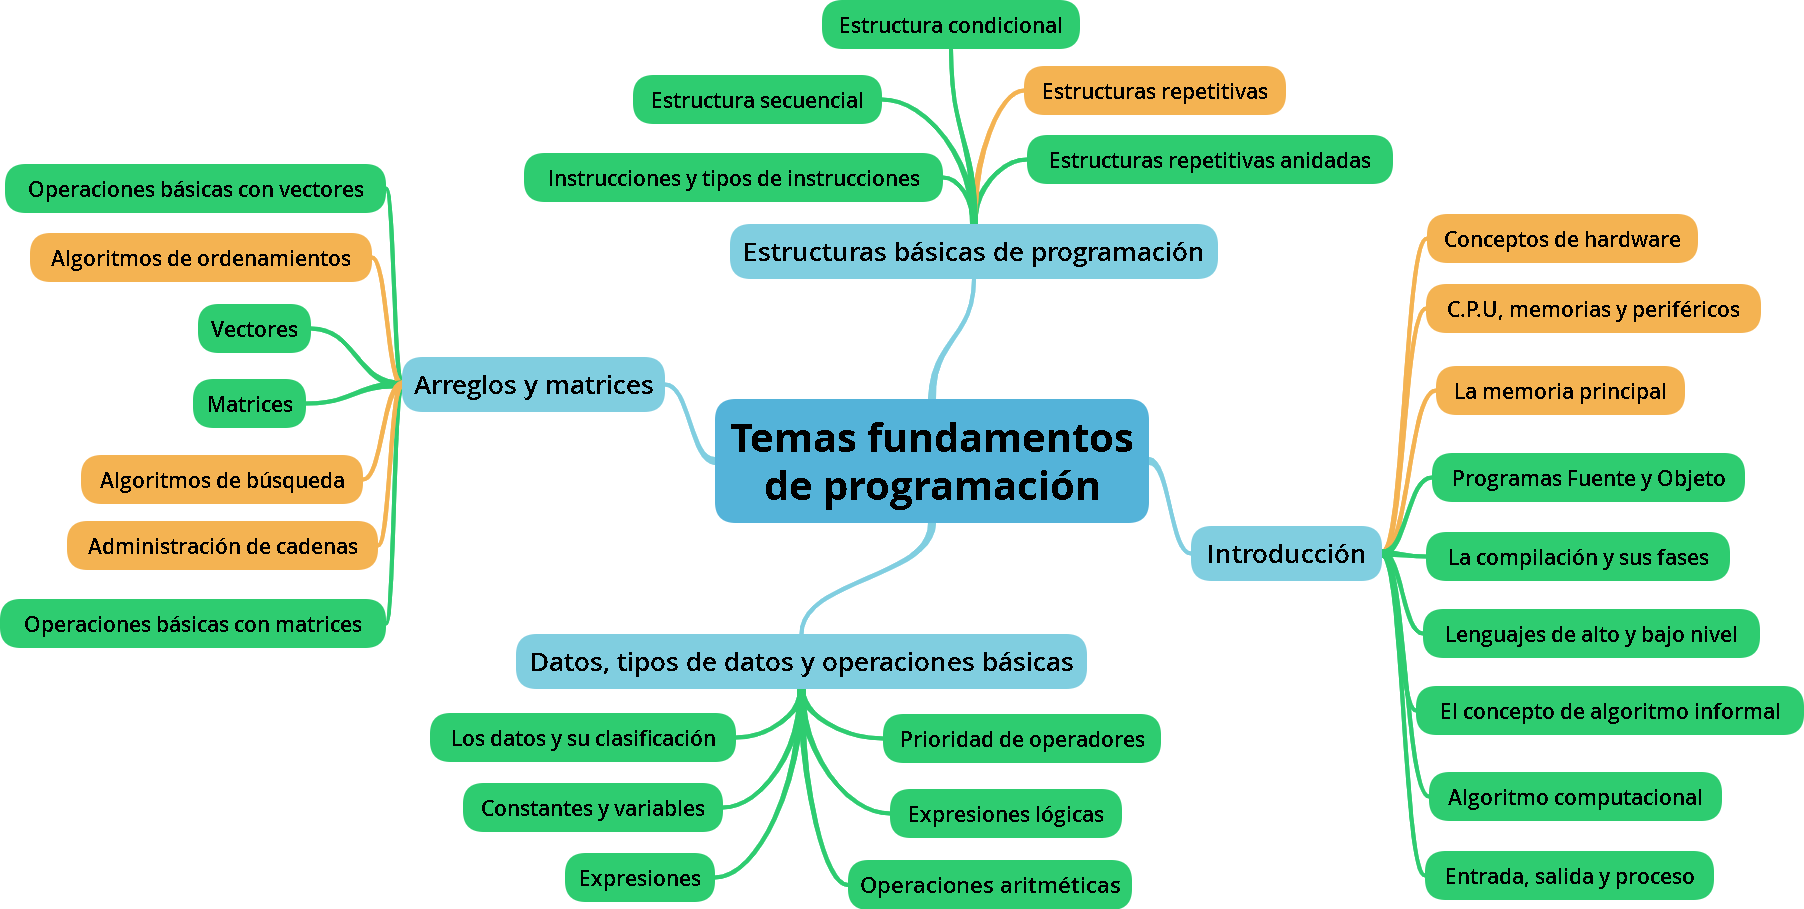 Estructura condicional
Estructuras repetitivas
Estructura secuencial
Estructuras repetitivas anidadas
Instrucciones y tipos de instrucciones
Estructuras básicas de programación
Operaciones básicas con vectores
Algoritmos de ordenamientos
Vectores
Matrices
Algoritmos de búsqueda
Administración de cadenas
Operaciones básicas con matrices
Arreglos y matrices
Temas fundamentos
de programación
Introducción
Conceptos de hardware
C.P.U, memorias y periféricos
La memoria principal
Programas Fuente y Objeto
La compilación y sus fases
Lenguajes de alto y bajo nivel
El concepto de algoritmo informal
Algoritmo computacional
Entrada, salida y proceso
Datos, tipos de datos y operaciones básicas
Los datos y su clasificación
Constantes y variables
Expresiones
Prioridad de operadores
Expresiones lógicas
Operaciones aritméticas